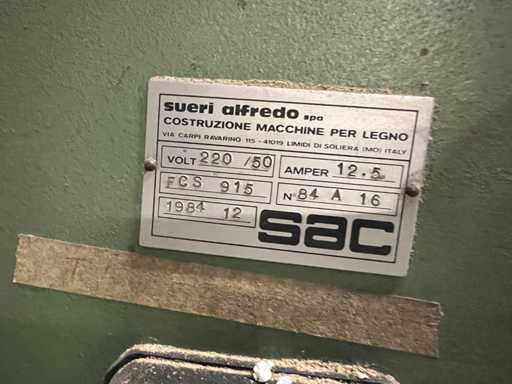 sueri alfredo spa
COSTRUZIONE MACCHINE PER LEGNO
VIA CARPI RAVARINO 115 - 41019 LIMIDI DI SOLIERA (MO) ITALY
VOLT 220 /50 AMPER 12.5
FCS 915 N° 84 A 16
1984 12
sac